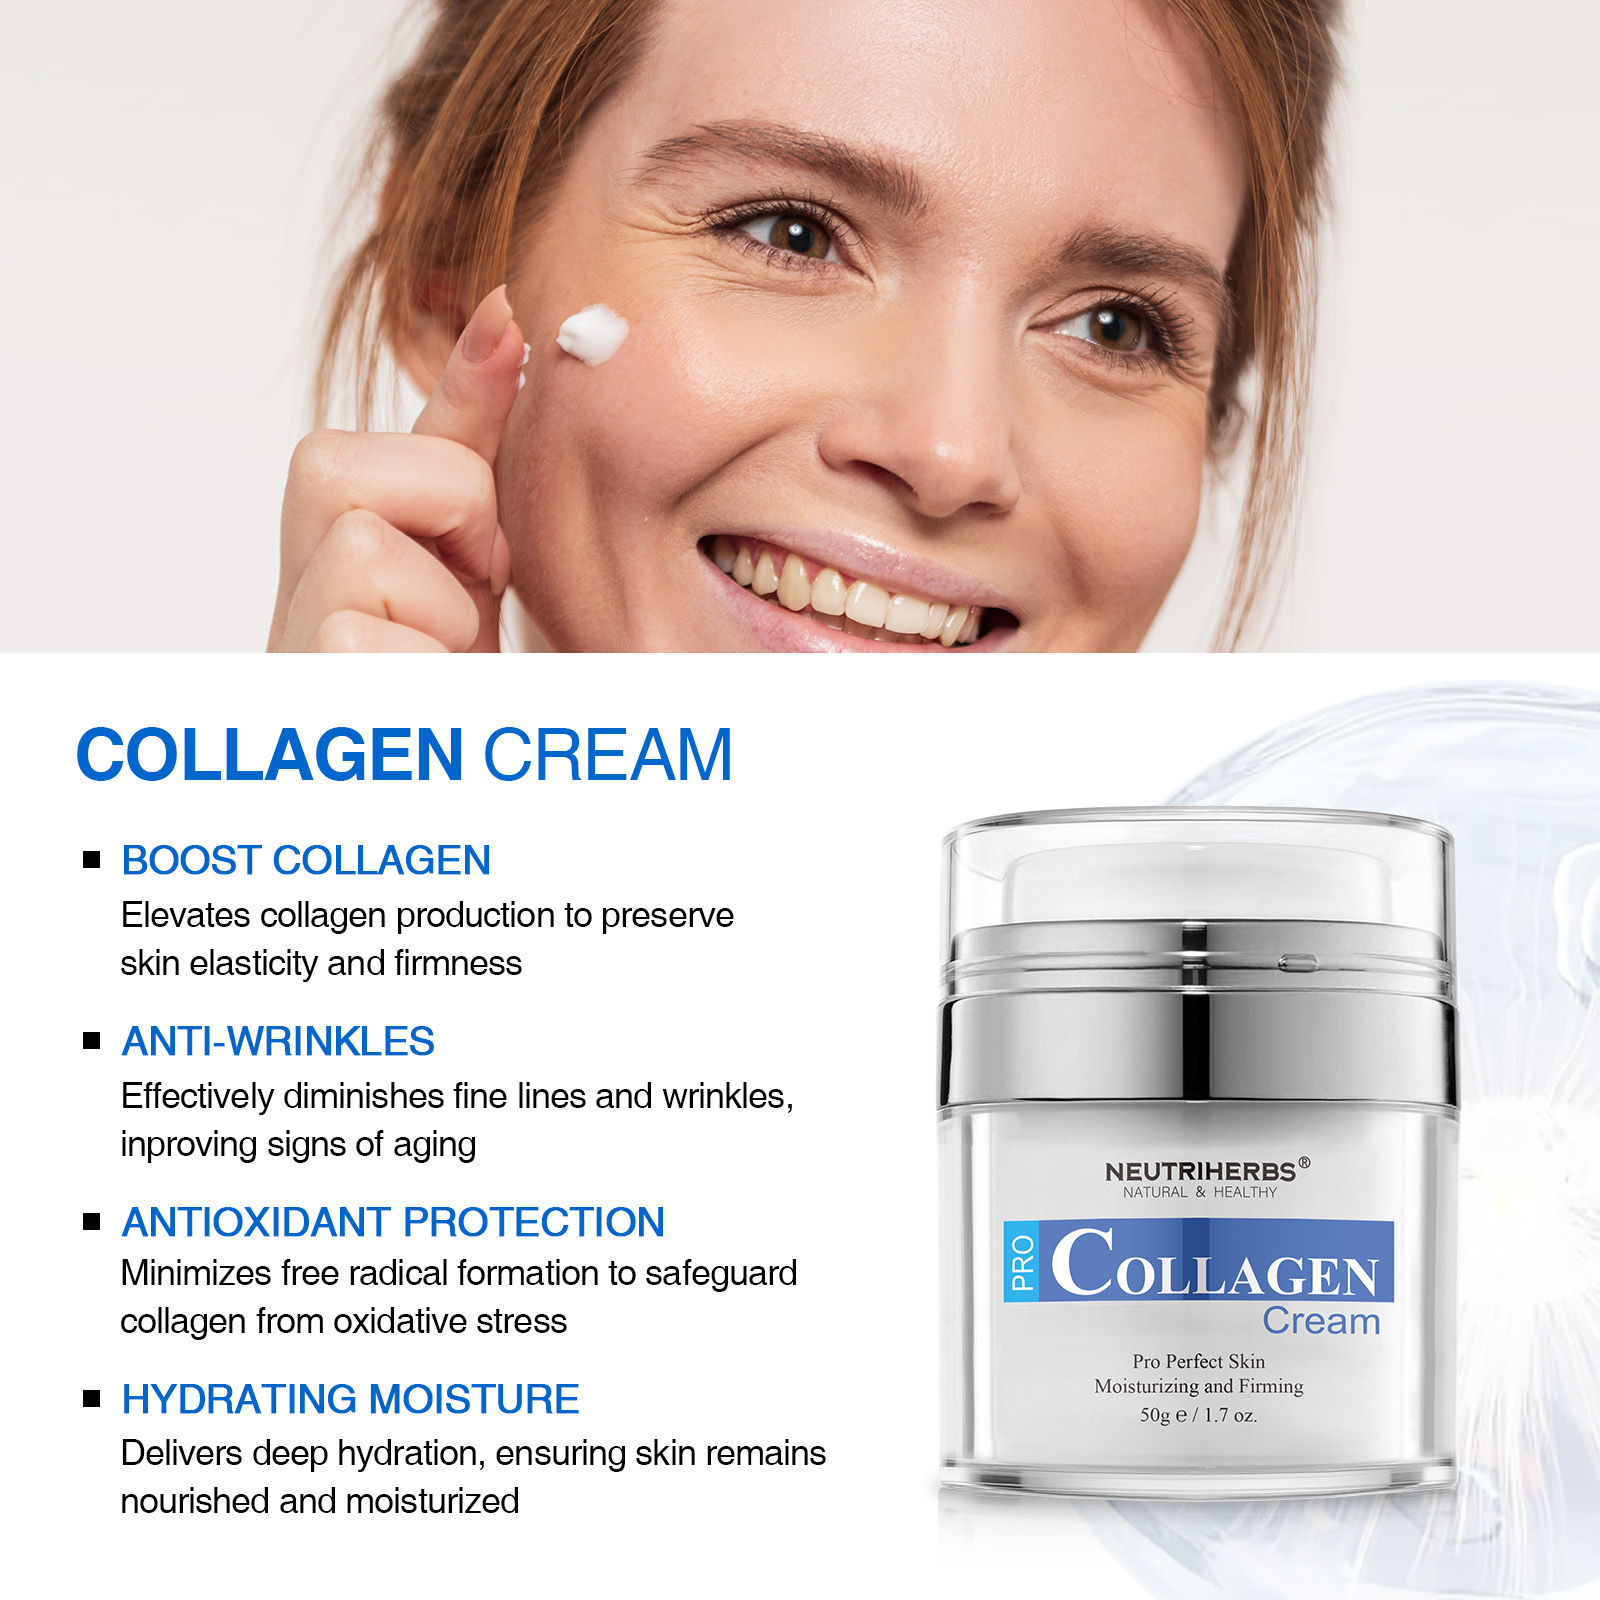 COLLAGEN CREAM
BOOST COLLAGEN
Elevates collagen production to preserve
skin elasticity and firmness
ANTI-WRINKLES
Effectively diminishes fine lines and wrinkles,
inproving signs of aging
ANTIOXIDANT PROTECTION
Minimizes free radical formation to safeguard
collagen from oxidative stress
HYDRATING MOISTURE
Delivers deep hydration, ensuring skin remains
nourished and moisturized
NEUTRIHERBS®
NATURAL & HEALTHY
PRO COLLAGEN
Cream
Pro Perfect Skin
Moisturizing and Firming
50g ℮ / 1.7 oz.